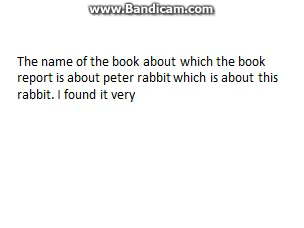 www.Bandicam.com
The name of the book about which the book
report is about peter rabbit which is about this
rabbit. I found it very